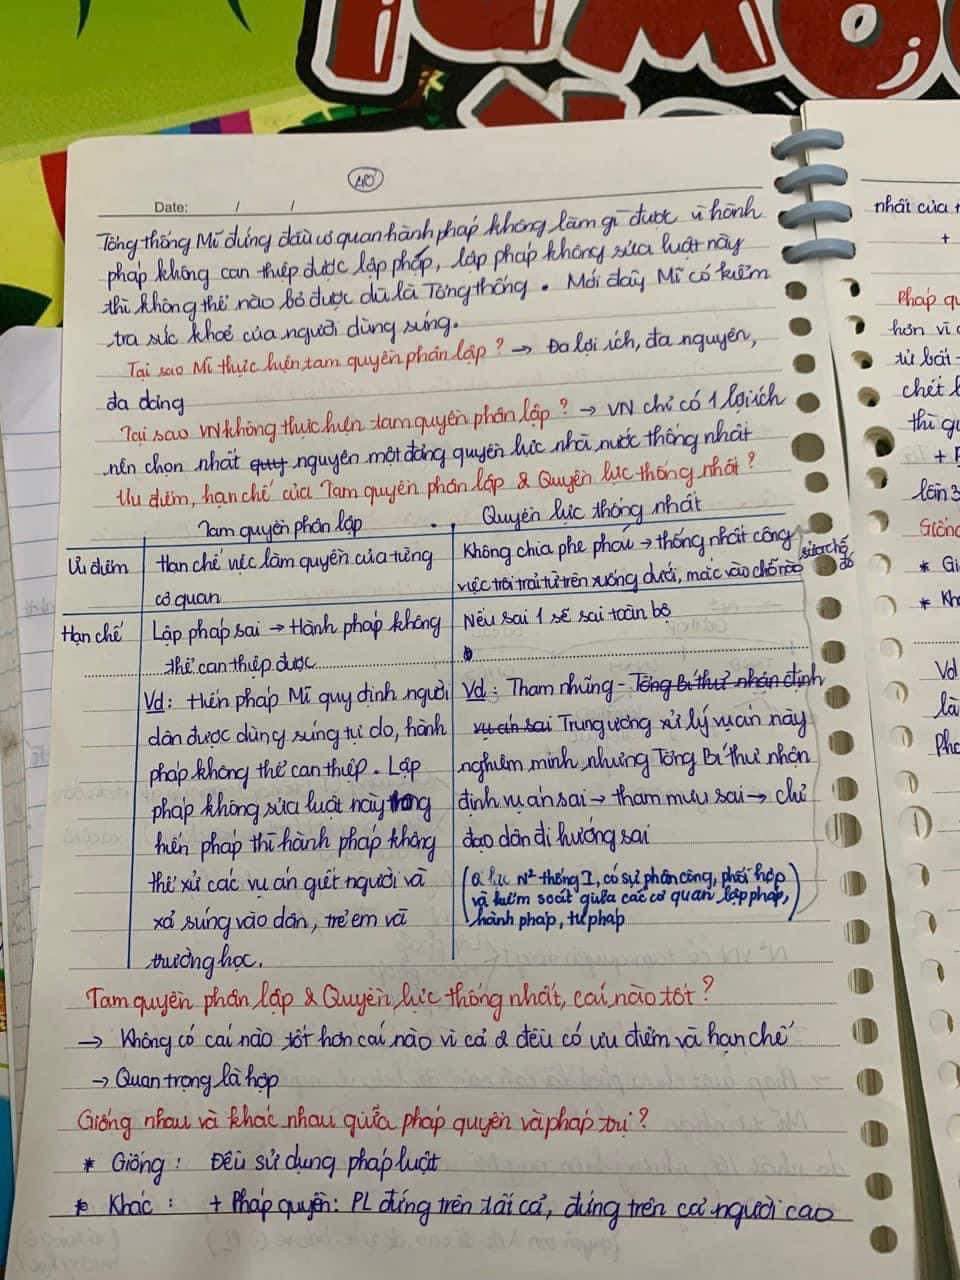 Date: / /
Tổng thống Mĩ đứng đầu cơ quan hành pháp không làm gì được vì hành
pháp không can thiệp được lập pháp, lập pháp không sửa luật này
thì không thể nào bỏ được dù là Tổng thống. Mới đây Mĩ có kiểm
tra sức khoẻ của người dùng súng.
Tại sao Mĩ thực hiện tam quyền phân lập? → Đa lợi ích, đa nguyên,
đa đảng
Tại sao VN không thực hiện tam quyền phân lập? → VN chỉ có 1 lợi ích
nên chọn nhất quy nguyên một đảng quyền lực nhà nước thống nhất
Ưu điểm, hạn chế của Tam quyền phân lập & Quyền lực thống nhất?
Tam quyền phân lập Quyền lực thống nhất
Ưu điểm Hạn chế việc lạm quyền của từng cơ quan
Không chia phe phái → thống nhất công
việc trôi trải từ trên xuống dưới, mắc vào chỗ nào sửa chỗ đó
Hạn chế Lập pháp sai → Hành pháp không
thể can thiệp được
Vd: Hiến pháp Mĩ quy định người
dân được dùng súng tự do, hành
pháp không thể can thiệp. Lập
pháp không sửa luật này trong
hiến pháp thì hành pháp không
thể xử các vụ án giết người và
xả súng vào dân, trẻ em và
trường học.
Nếu sai 1 sẽ sai toàn bộ
Vd: Tham nhũng - Tổng Bí thư nhận định
vụ án sai Trung ương xử lý vụ án này
nghiêm minh, nhưng Tổng Bí thư nhận
định vụ án sai → tham mưu sai → chỉ
đạo dân đi hướng sai
(Q lực N² thống I, có sự phân công, phối hợp
và kiểm soát giữa các cơ quan lập pháp,
hành pháp, tư pháp)
Tam quyền phân lập & Quyền lực thống nhất, cái nào tốt?
→ Không có cái nào tốt hơn cái nào vì cả 2 đều có ưu điểm và hạn chế
→ Quan trọng là hợp
Giống nhau và khác nhau giữa pháp quyền và pháp trị?
* Giống: Đều sử dụng pháp luật
* Khác: + Pháp quyền: PL đứng trên tất cả, đứng trên cả người cao
nhất của
+
Pháp
hơn vì
từ bất
chết
thì
+
lần 3
Giống
*
* Khá
Vd
là